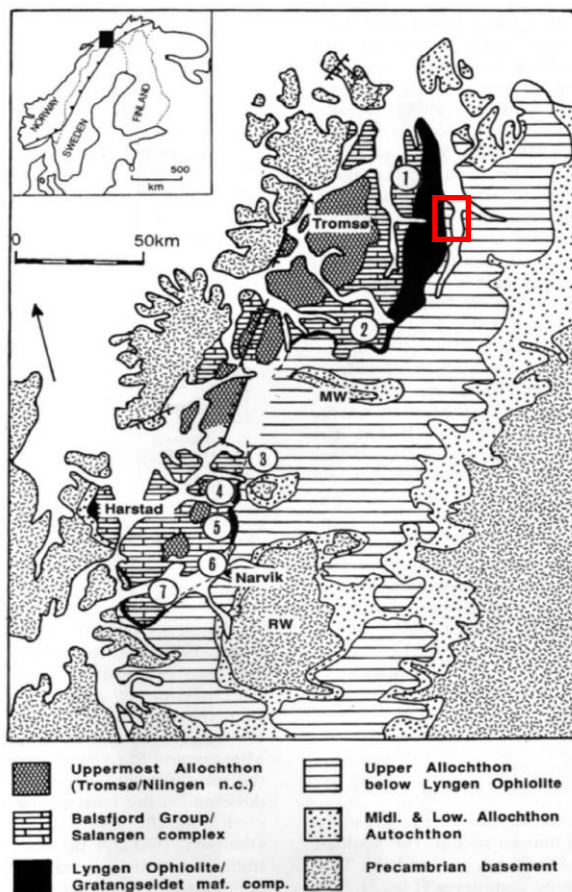 NORWAY
SWEDEN
FINLAND
500
km
50km
1
Tromsø
2
MW
3
4
Harstad
5
6
Narvik
7
RW
Uppermost Allochthon
(Tromsø/Niingen n.c.)
Balsfjord Group/
Salangen complex
Lyngen Ophiolite/
Gratangseidet maf. comp.
Upper Allochthon
below Lyngen Ophiolite
Midl. & Low. Allochthon
Autochthon
Precambrian basement